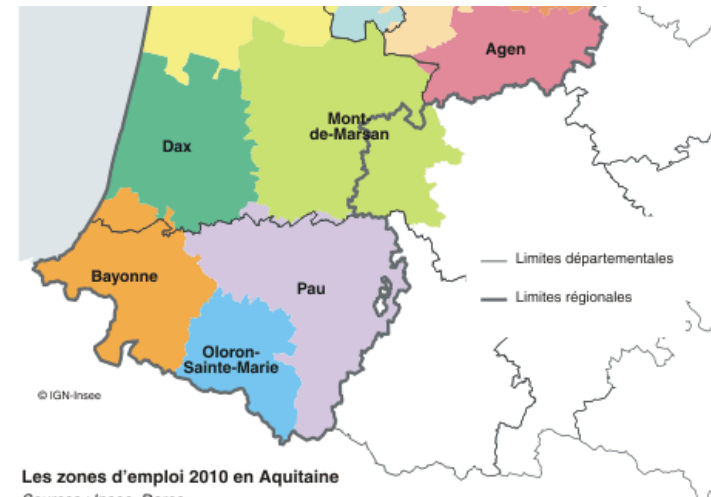 Agen
Mont
de-Marsan
Dax
Limites départementales
Bayonne
Pau
Limites régionales
Oloron-
Sainte-Marie
© IGN-Insee
Les zones d'emploi 2010 en Aquitaine